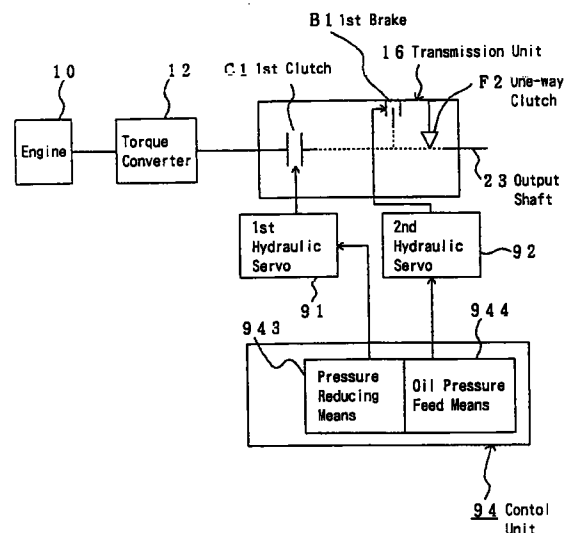 B1 1st Brake
16 Transmission Unit
10
12
C1 1st Clutch
F2 One-way
Clutch
Engine
Torque
Converter
23 Output
Shaft
1st
Hydraulic
Servo
2nd
Hydraulic
Servo
92
91
943
944
Pressure
Reducing
Means
Oil Pressure
Feed Means
94 Contol
Unit